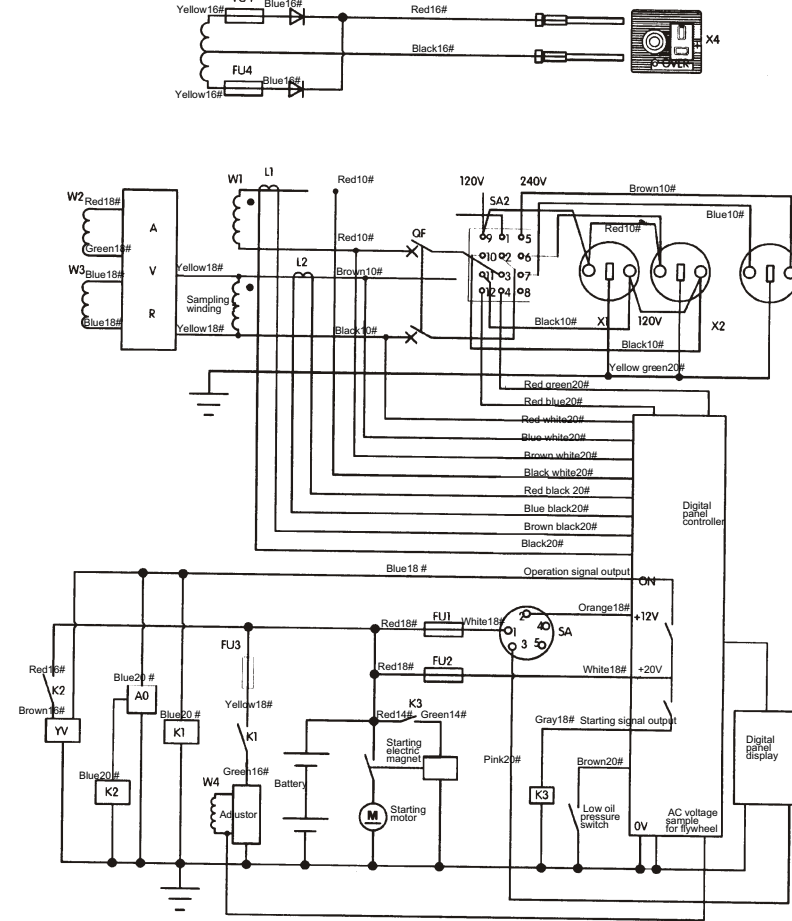 Yellow16#
Blue16#
Red16#
Black16#
X4
0-OVER
FU4
Blue16#
Yellow16#
W2
Red18#
Green18#
W3
Blue18#
Blue18#
A
V
R
Yellow18#
Sampling
winding
Yellow18#
W1
L1
L2
Red10#
Red10#
Brown10#
Black10#
QF
120V
240V
SA2
9
1
5
10
2
6
11
3
7
12
4
8
Brown10#
Blue10#
Red10#
Black10#
X1
120V
X2
Black10#
Yellow green20#
Red green20#
Red blue20#
Red white20#
Blue white20#
Brown white20#
Black white20#
Red black 20#
Blue black20#
Brown black20#
Black20#
Digital
panel
controller
Blue18 #
Operation signal output
ON
Orange18#
+12V
Red18#
FU1
White18#
2
1
4
3
5
SA
FU3
Red18#
FU2
White18#
+20V
Red16#
K2
Brown16#
YV
Blue20 #
A0
Blue20 #
K1
Yellow18#
K1
Red14#
K3
Green14#
Gray18#
Starting signal output
Starting
electric
magnet
Pink20#
Brown20#
Digital
panel
display
Blue20 #
K2
Green16#
W4
Adjustor
Battery
M
Starting
motor
K3
Low oil
pressure
switch
0V
AC voltage
sample
for flywheel